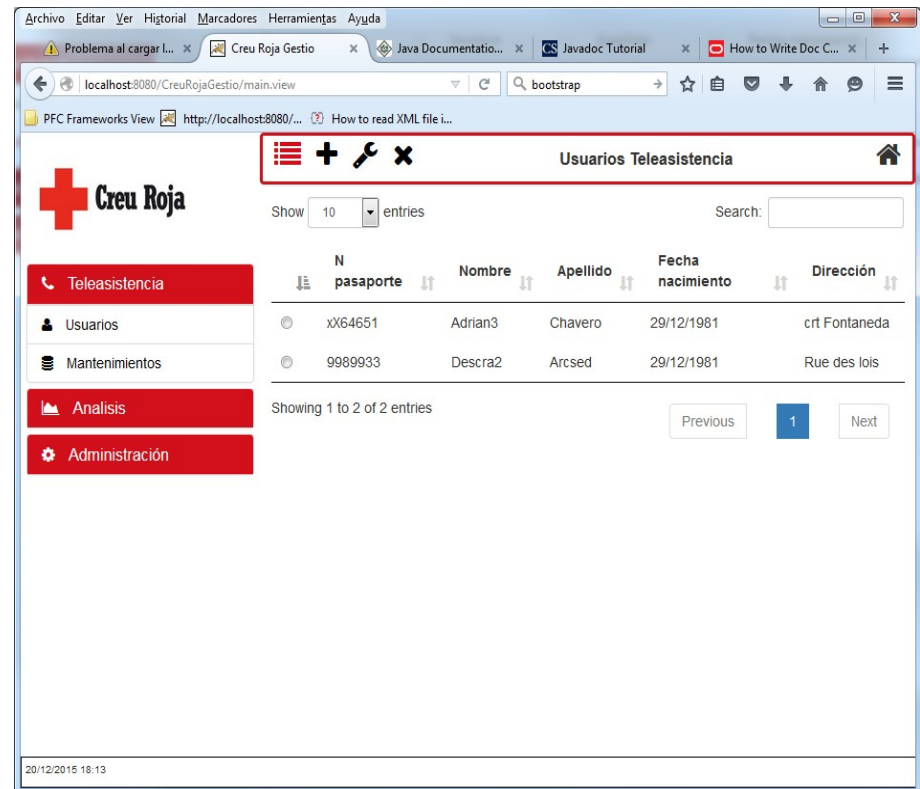 Archivo Editar Ver Historial Marcadores Herramientas Ayuda
Problema al cargar l... Creu Roja Gestio Java Documentatio... CS Javadoc Tutorial How to Write Doc C...
localhost:8080/CreuRojaGestio/main.view bootstrap
PFC Frameworks View http://localhost:8080/... How to read XML file i...
Creu Roja
Usuarios Teleasistencia
Show 10 entries Search:
Teleasistencia
Usuarios
Mantenimientos
Analisis
Administración
N pasaporte Nombre Apellido Fecha nacimiento Dirección
xX64651 Adrian3 Chavero 29/12/1981 crt Fontaneda
9989933 Descra2 Arcsed 29/12/1981 Rue des lois
Showing 1 to 2 of 2 entries
Previous 1 Next
20/12/2015 18:13